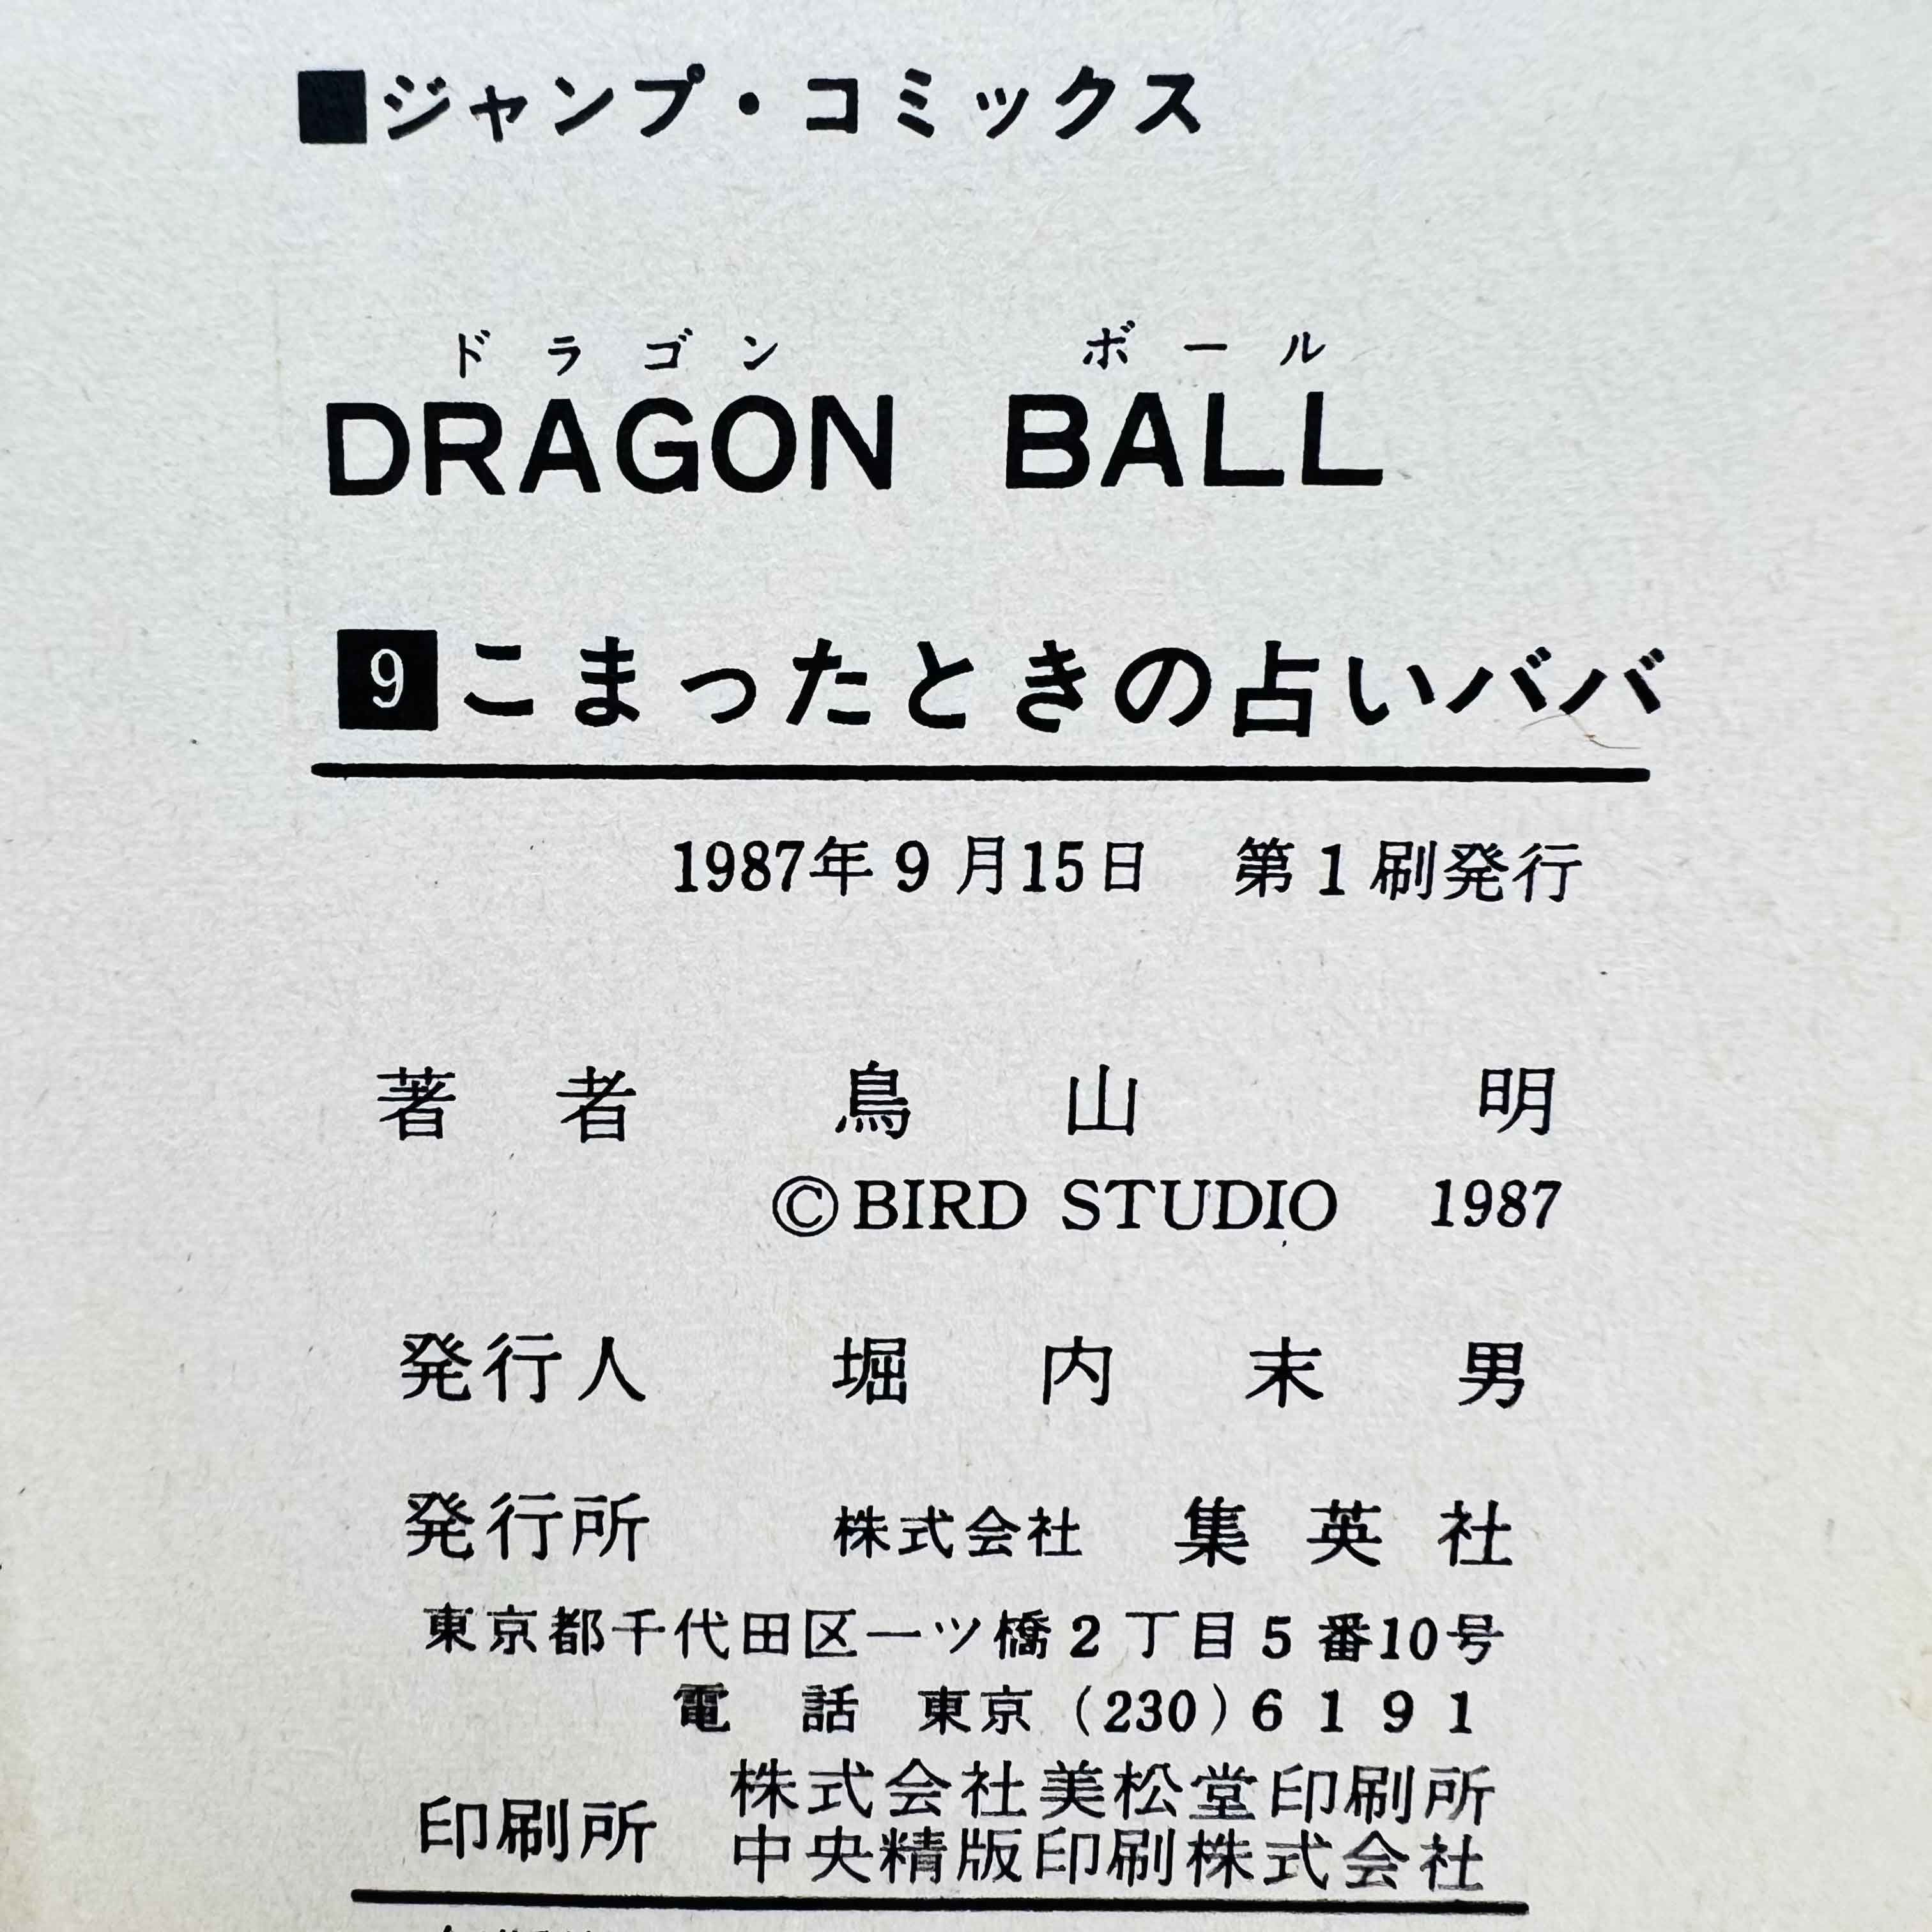 ■ジャンプ・コミックス
ドラゴン ボール
DRAGON BALL
9 こまったときの占いババ
1987年9月15日 第1刷発行
著者 鳥山明
©BIRD STUDIO 1987
発行人 堀内末男
発行所 株式会社 集英社
東京都千代田区一ツ橋2丁目5番10号
電話 東京(230)6191
印刷所 株式会社美松堂印刷所
中央精版印刷株式会社